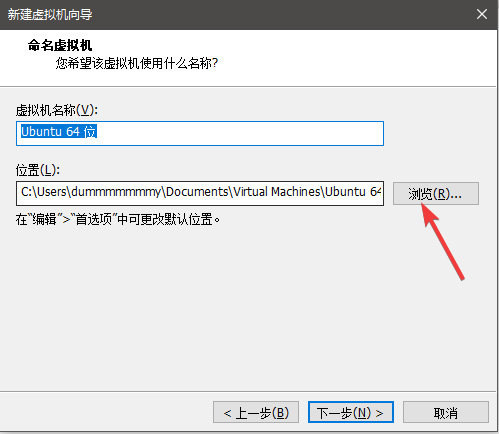 新建虚拟机向导
命名虚拟机
您希望该虚拟机使用什么名称?
虚拟机名称(V):
Ubuntu 64 位
位置(L):
C:\Users\dummmmmmmy\Documents\Virtual Machines\Ubuntu 64
浏览(R)...
在“编辑”>“首选项”中可更改默认位置。
< 上一步(B)
下一步(N) >
取消